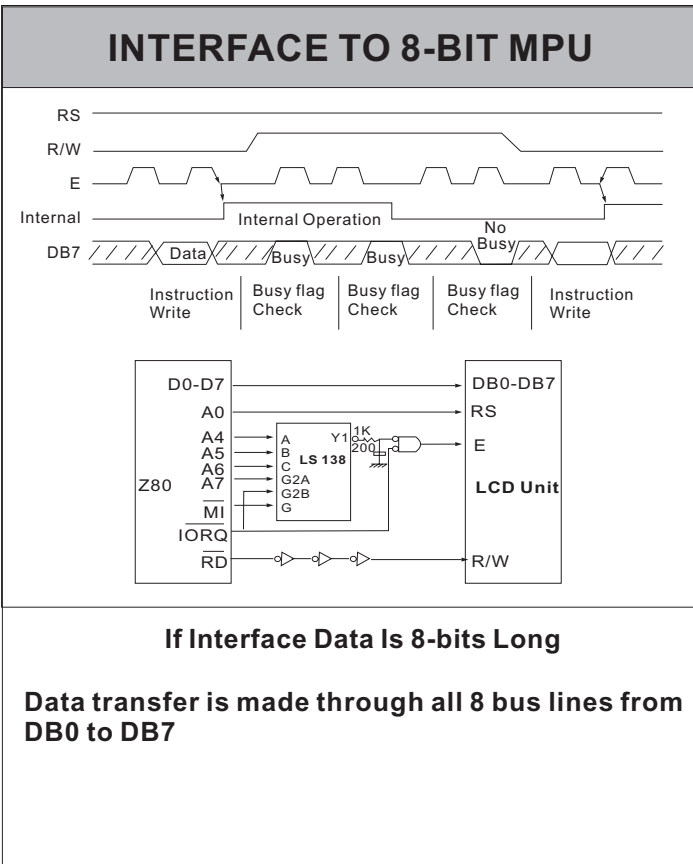 INTERFACE TO 8-BIT MPU
RS
R/W
E
Internal
Internal Operation
No
Busy
DB7
Data
Busy
Busy
Instruction
Write
Busy flag
Check
Busy flag
Check
Busy flag
Check
Instruction
Write
Z80
D0-D7
A0
A4
A5
A6
A7
MI
IORQ
RD
A
B
C
G2A
G2B
G
LS 138
Y1
1K
200
DB0-DB7
RS
E
LCD Unit
R/W
If Interface Data Is 8-bits Long
Data transfer is made through all 8 bus lines from
DB0 to DB7